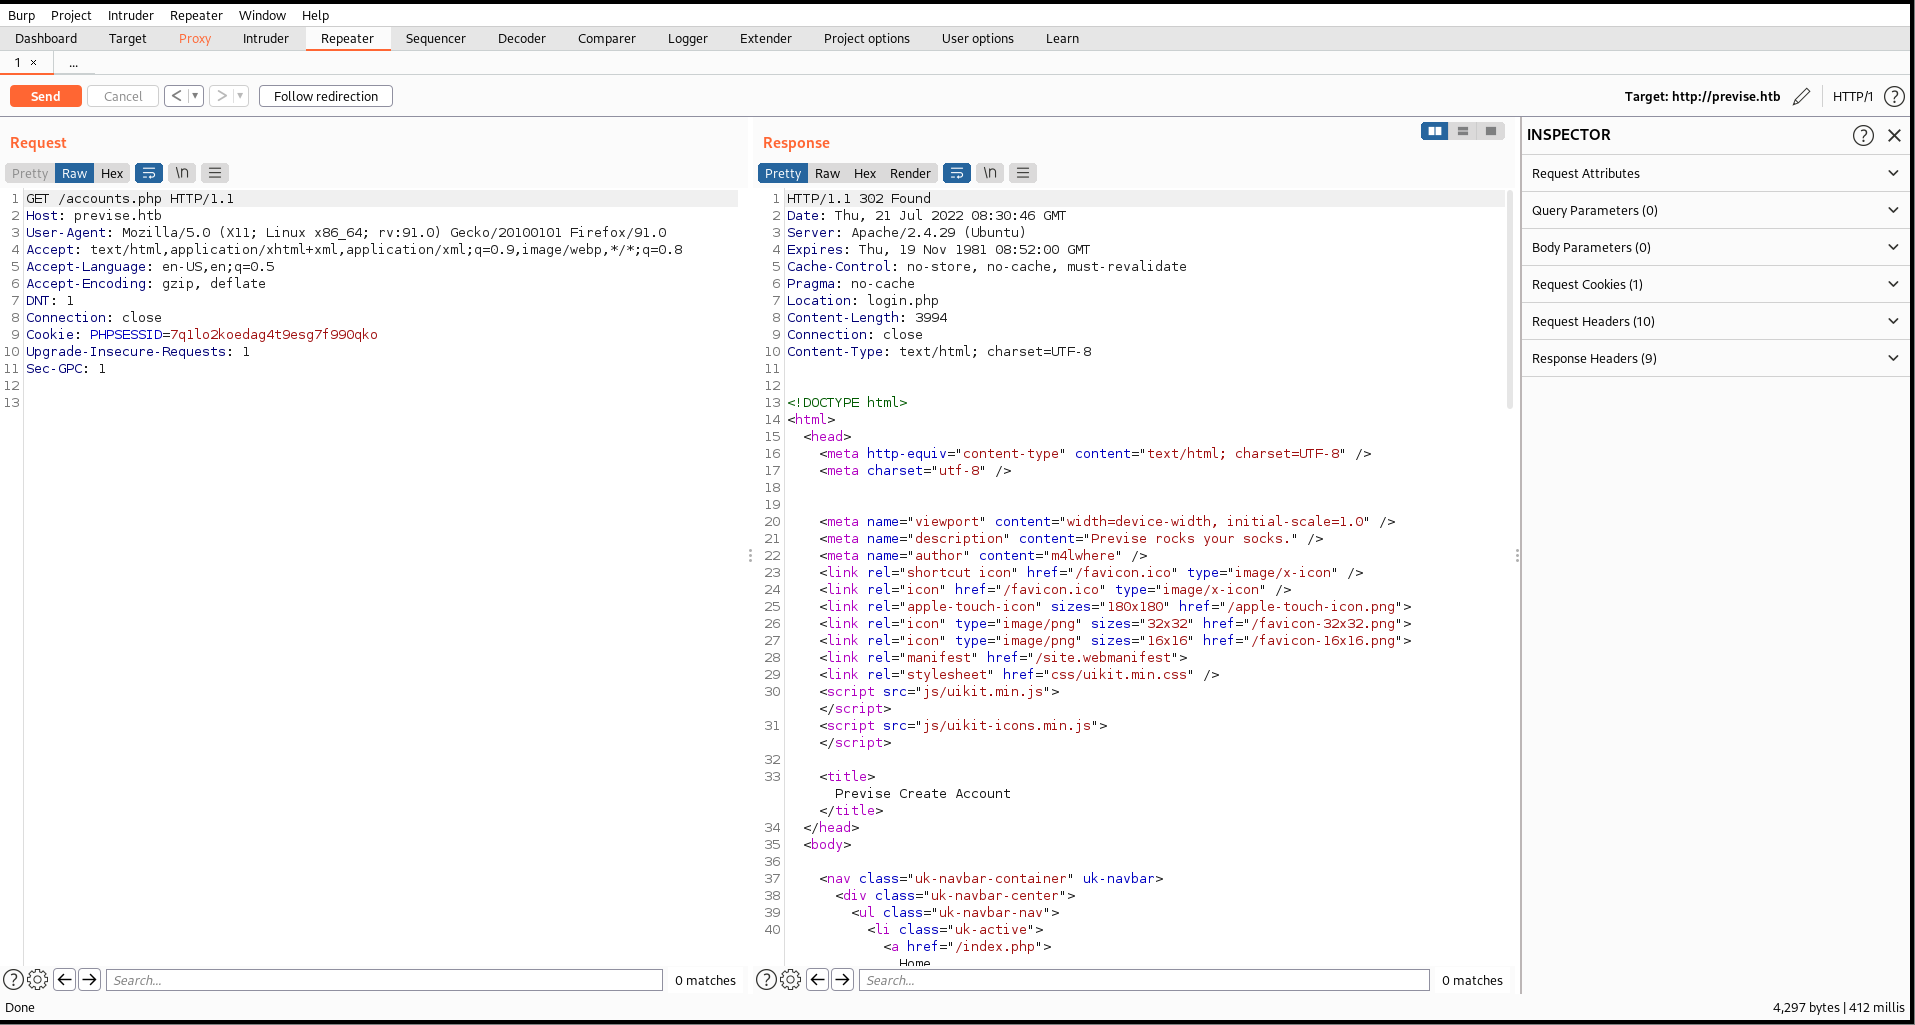 Burp Project Intruder Repeater Window Help
Dashboard Target Proxy Intruder Repeater Sequencer Decoder Comparer Logger Extender Project options User options Learn
1 × ...
Send Cancel < ▾ > ▾ Follow redirection Target: http://previse.htb HTTP/1 ?
Request
Pretty Raw Hex \n
1 GET /accounts.php HTTP/1.1
2 Host: previse.htb
3 User-Agent: Mozilla/5.0 (X11; Linux x86_64; rv:91.0) Gecko/20100101 Firefox/91.0
4 Accept: text/html,application/xhtml+xml,application/xml;q=0.9,image/webp,*/*;q=0.8
5 Accept-Language: en-US,en;q=0.5
6 Accept-Encoding: gzip, deflate
7 DNT: 1
8 Connection: close
9 Cookie: PHPSESSID=7q1lo2koedag4t9esg7f990qko
10 Upgrade-Insecure-Requests: 1
11 Sec-GPC: 1
12
13
? Search... 0 matches
Response
Pretty Raw Hex Render \n
1 HTTP/1.1 302 Found
2 Date: Thu, 21 Jul 2022 08:30:46 GMT
3 Server: Apache/2.4.29 (Ubuntu)
4 Expires: Thu, 19 Nov 1981 08:52:00 GMT
5 Cache-Control: no-store, no-cache, must-revalidate
6 Pragma: no-cache
7 Location: login.php
8 Content-Length: 3994
9 Connection: close
10 Content-Type: text/html; charset=UTF-8
11
12
13 <!DOCTYPE html>
14 <html>
15 <head>
16 <meta http-equiv="content-type" content="text/html; charset=UTF-8" />
17 <meta charset="utf-8" />
18
19
20 <meta name="viewport" content="width=device-width, initial-scale=1.0" />
21 <meta name="description" content="Previse rocks your socks." />
22 <meta name="author" content="m4lwhere" />
23 <link rel="shortcut icon" href="/favicon.ico" type="image/x-icon" />
24 <link rel="icon" href="/favicon.ico" type="image/x-icon" />
25 <link rel="apple-touch-icon" sizes="180x180" href="/apple-touch-icon.png">
26 <link rel="icon" type="image/png" sizes="32x32" href="/favicon-32x32.png">
27 <link rel="icon" type="image/png" sizes="16x16" href="/favicon-16x16.png">
28 <link rel="manifest" href="/site.webmanifest">
29 <link rel="stylesheet" href="css/uikit.min.css" />
30 <script src="js/uikit.min.js">
</script>
31 <script src="js/uikit-icons.min.js">
</script>
32
33 <title>
Previse Create Account
</title>
34 </head>
35 <body>
36
37 <nav class="uk-navbar-container" uk-navbar>
38 <div class="uk-navbar-center">
39 <ul class="uk-navbar-nav">
40 <li class="uk-active">
<a href="/index.php">
Home
? Search... 0 matches
INSPECTOR ? ×
Request Attributes
Query Parameters (0)
Body Parameters (0)
Request Cookies (1)
Request Headers (10)
Response Headers (9)
Done 4,297 bytes | 412 millis